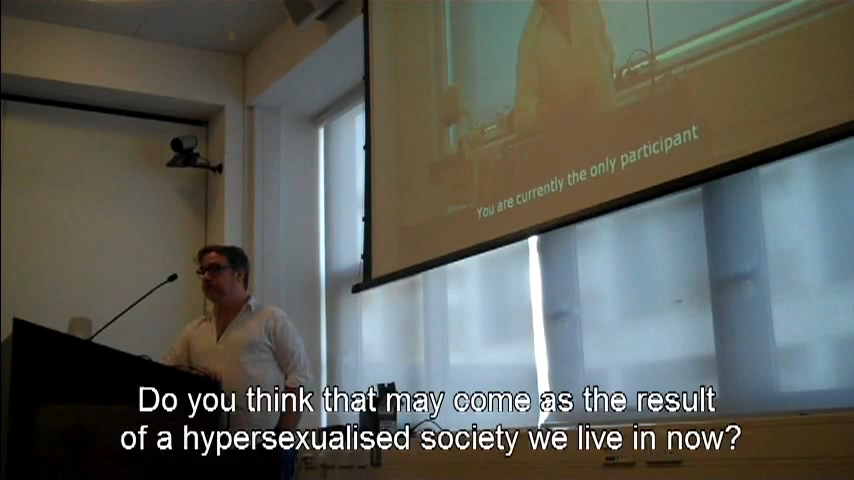 You are currently the only participant
Do you think that may come as the result
of a hypersexualised society we live in now?